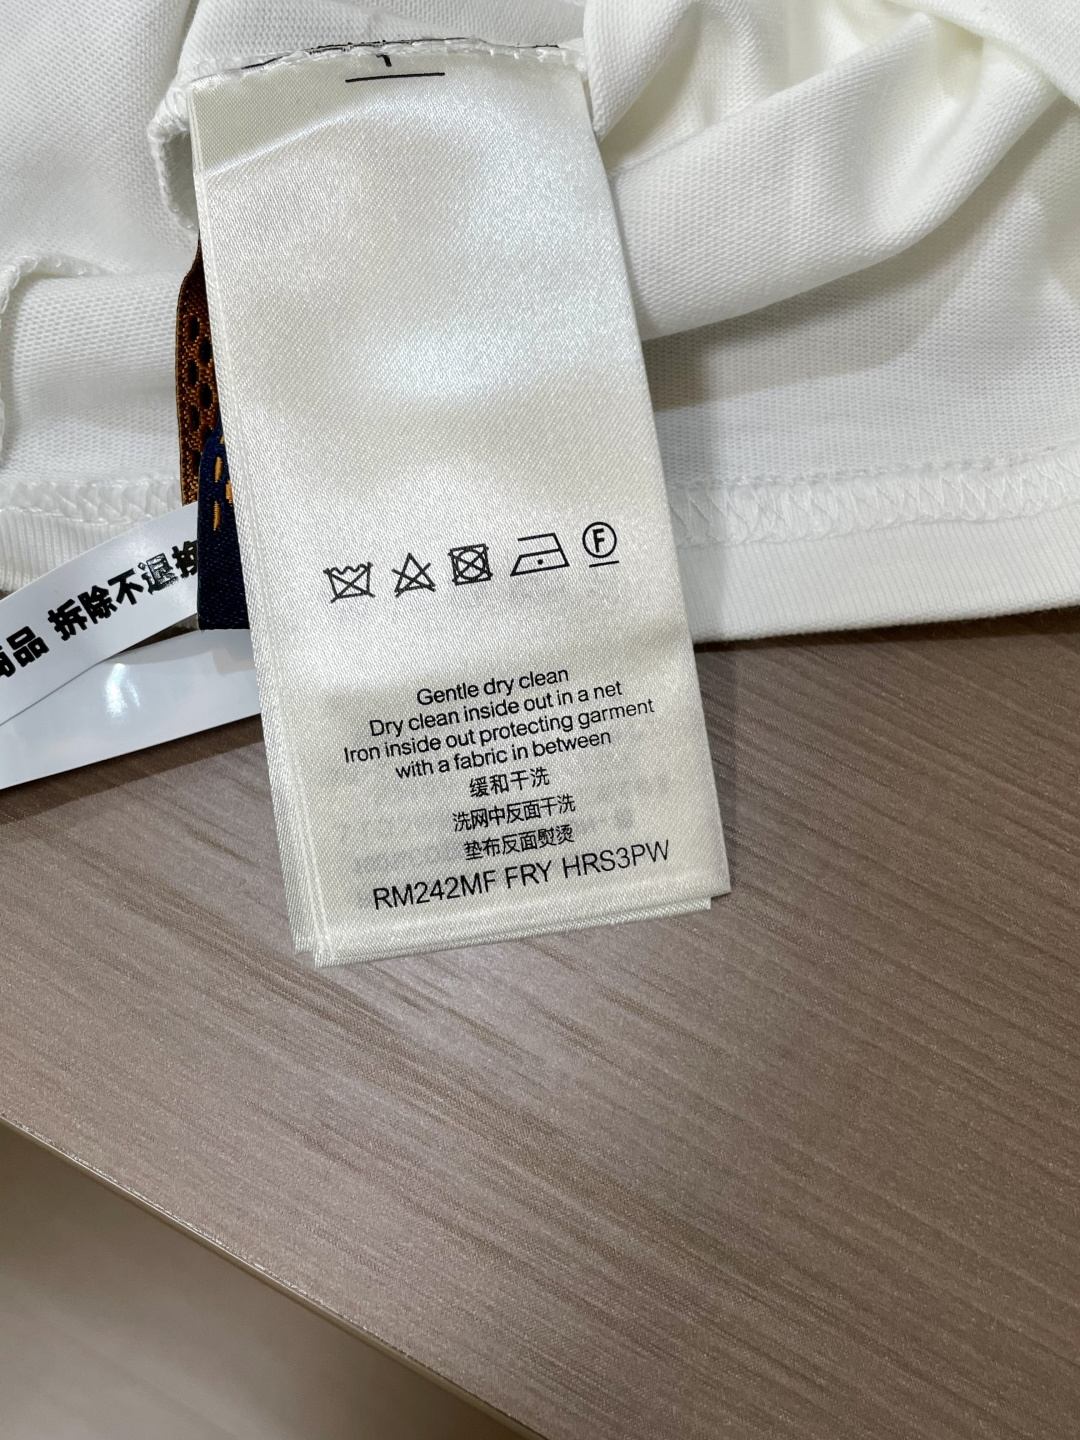 Gentle dry clean
Dry clean inside out in a net
Iron inside out protecting garment
with a fabric in between
缓和干洗
洗网中反面干洗
垫布反面熨烫
RM242MF FRY HRS3PW
F
商品 拆除不退换